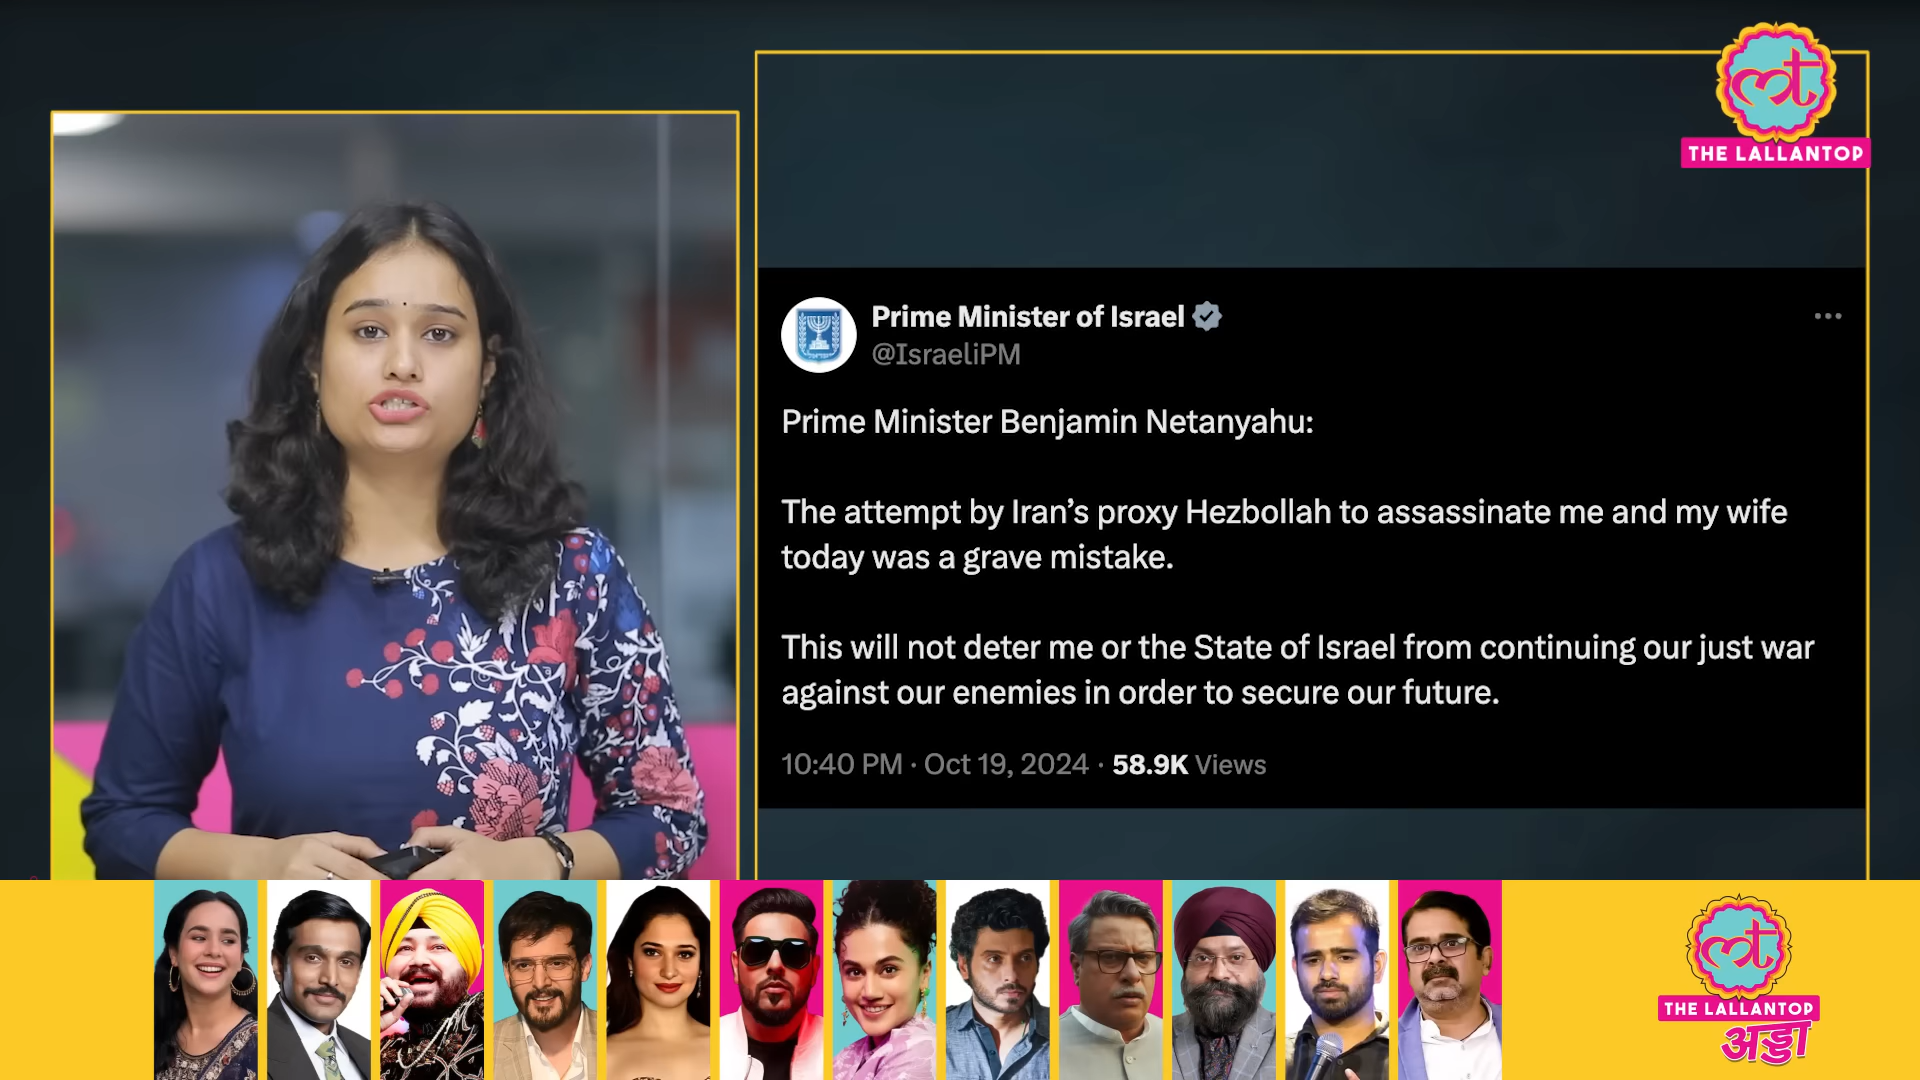 THE LALLANTOP
Prime Minister of Israel
@IsraeliPM
Prime Minister Benjamin Netanyahu:
The attempt by Iran’s proxy Hezbollah to assassinate me and my wife
today was a grave mistake.
This will not deter me or the State of Israel from continuing our just war
against our enemies in order to secure our future.
10:40 PM · Oct 19, 2024 · 58.9K Views
THE LALLANTOP
अड्डा